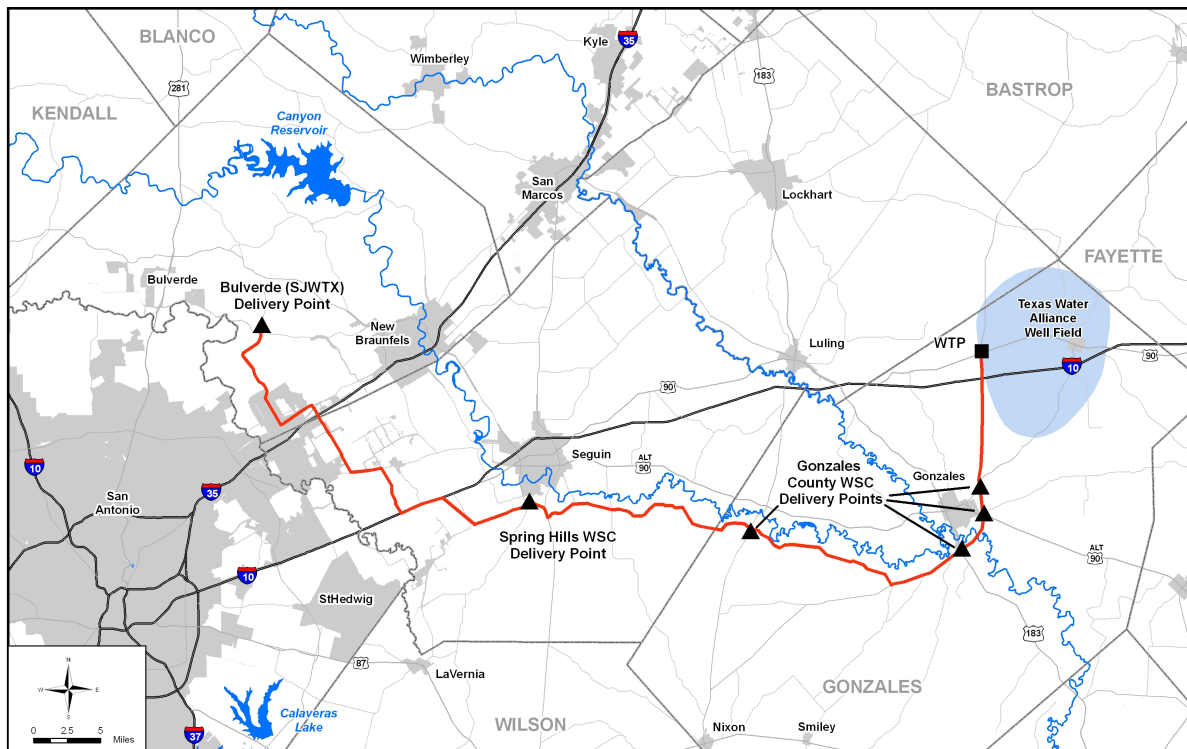 BLANCO
Kyle
35
Wimberley
183
281
BASTROP
KENDALL
Canyon
Reservoir
San
Marcos
Lockhart
FAYETTE
Bulverde
Bulverde (SJWTX)
Delivery Point
Texas Water
Alliance
Well Field
New
Braunfels
Luling
WTP
90
10
90
Seguin
ALT
90
Gonzales
County WSC
Delivery Points
Gonzales
10
35
San
Antonio
Spring Hills WSC
Delivery Point
ALT
90
10
StHedwig
183
87
LaVernia
GONZALES
N
W
E
S
0
2.5
5
Miles
Calaveras
Lake
WILSON
Nixon
Smiley
37